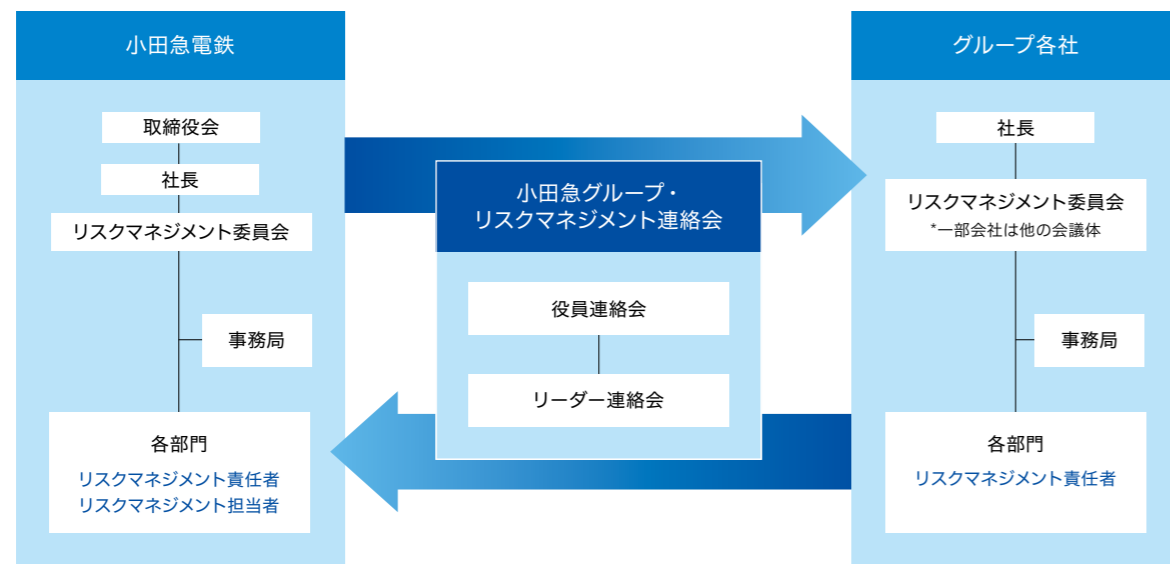 小田急電鉄
取締役会
社長
リスクマネジメント委員会
事務局
各部門
リスクマネジメント責任者
リスクマネジメント担当者
小田急グループ・
リスクマネジメント連絡会
役員連絡会
リーダー連絡会
グループ各社
社長
リスクマネジメント委員会
*一部会社は他の会議体
事務局
各部門
リスクマネジメント責任者